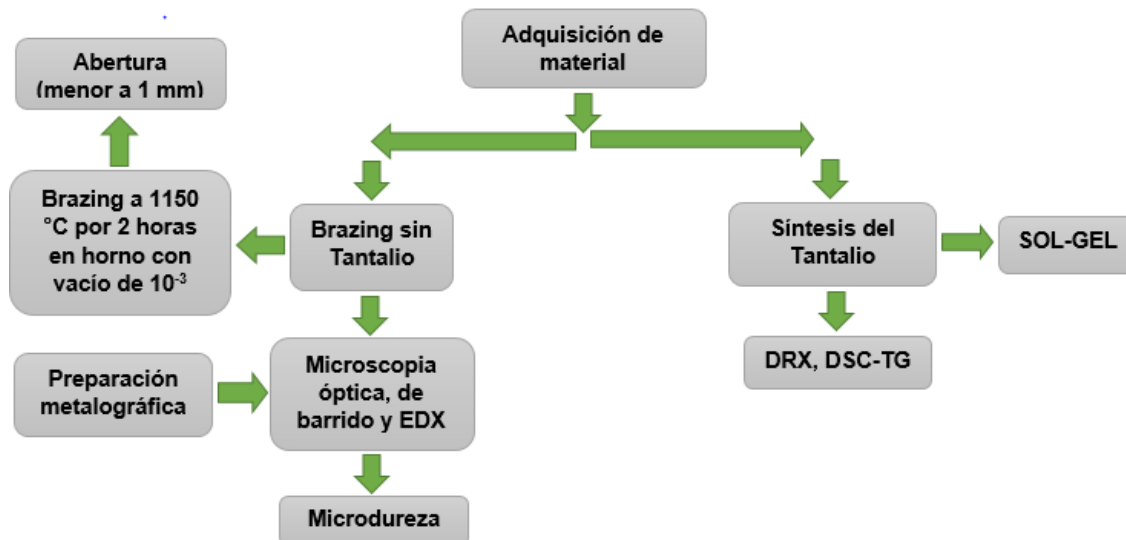 Adquisición de
material
Abertura
(menor a 1 mm)
Brazing a 1150
°C por 2 horas
en horno con
vacío de 10⁻³
Brazing sin
Tantalio
Síntesis del
Tantalio
SOL-GEL
DRX, DSC-TG
Preparación
metalográfica
Microscopia
óptica, de
barrido y EDX
Microdureza